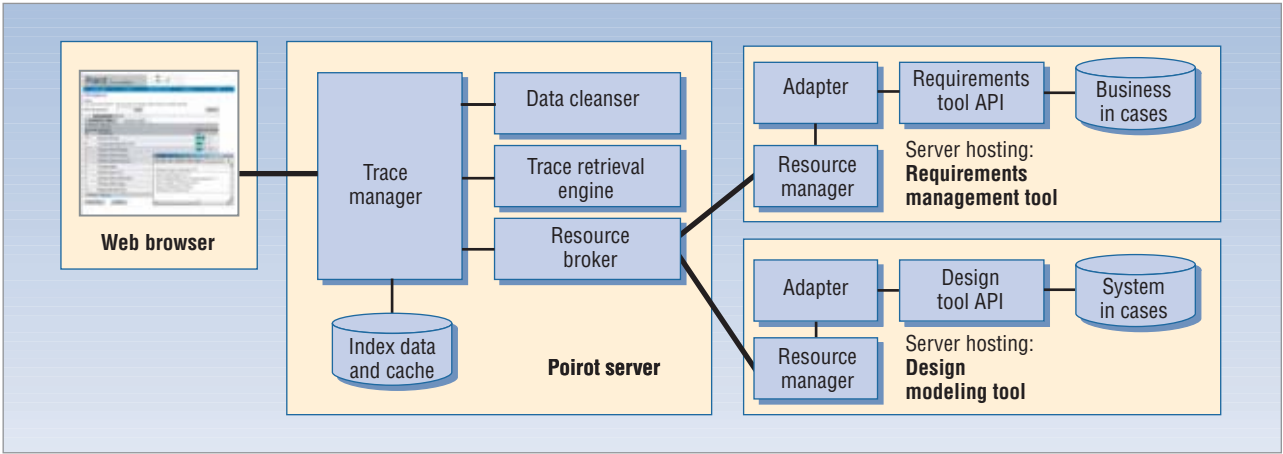 Web browser
Trace
manager
Data cleanser
Trace retrieval
engine
Resource
broker
Index data
and cache
Poirot server
Adapter
Requirements
tool API
Business
in cases
Resource
manager
Server hosting:
Requirements
management tool
Adapter
Design
tool API
System
in cases
Resource
manager
Server hosting:
Design
modeling tool